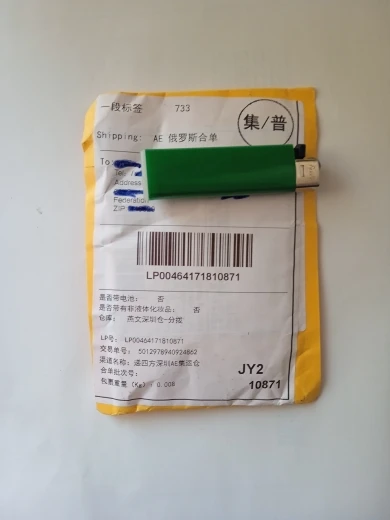 一段标签 733
集/普
Shipping: AE 俄罗斯合单
To
Tel
Address
Federation
ZIP
LP00464171810871
是否带电池: 否
是否带有非液体化妆品: 否
仓库: 燕文深圳仓-分拨
LP号: LP00464171810871
交易单号: 5012978940924862
渠道名称: 递四方深圳AE集运仓
合单批次号:
包裹重量 (Kg): 0.008
JY2
10871